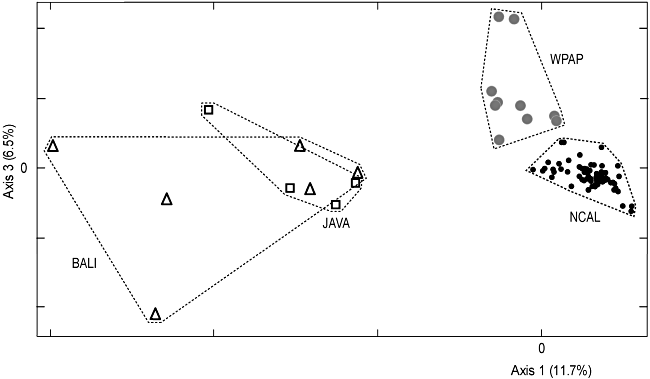 WPAP
Axis 3 (6.5%)
0
NCAL
JAVA
BALI
0
Axis 1 (11.7%)